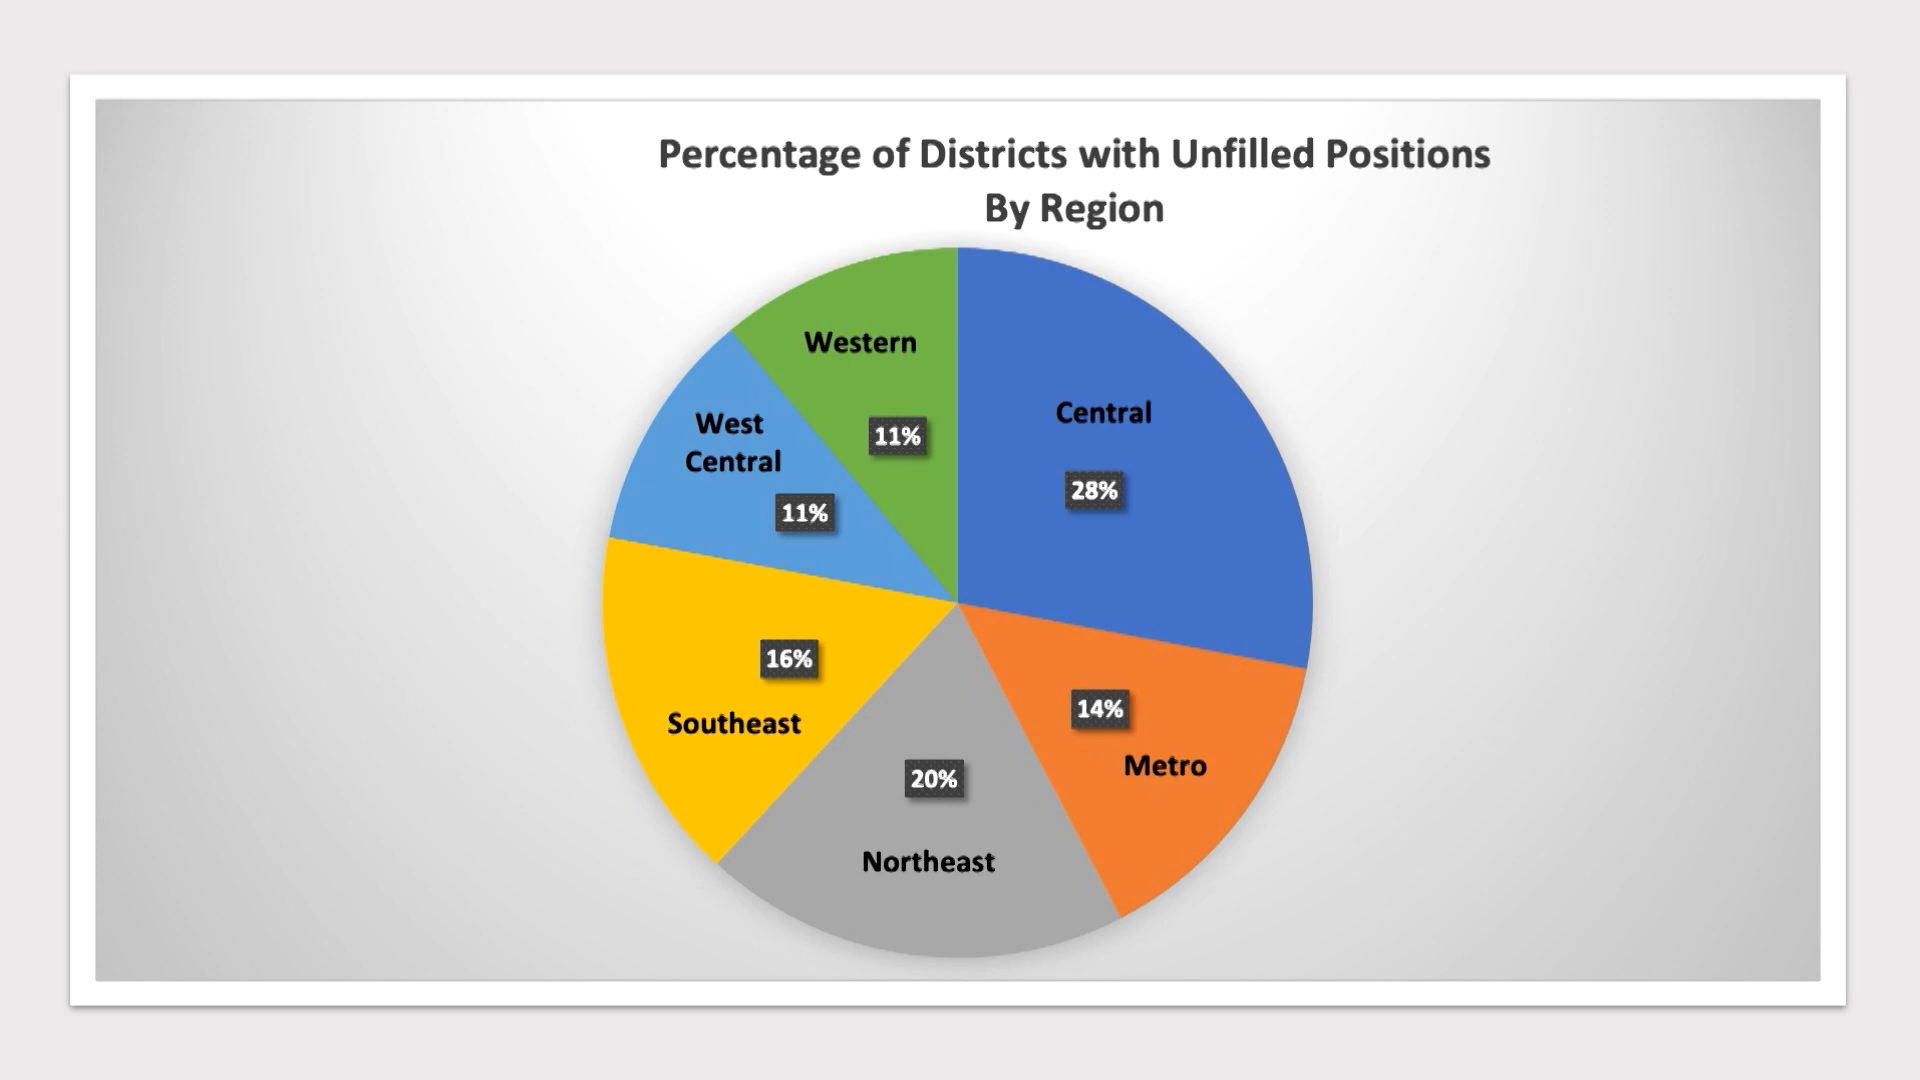 Percentage of Districts with Unfilled Positions
By Region
Western
11%
Central
28%
West
Central
11%
16%
Southeast
14%
Metro
20%
Northeast